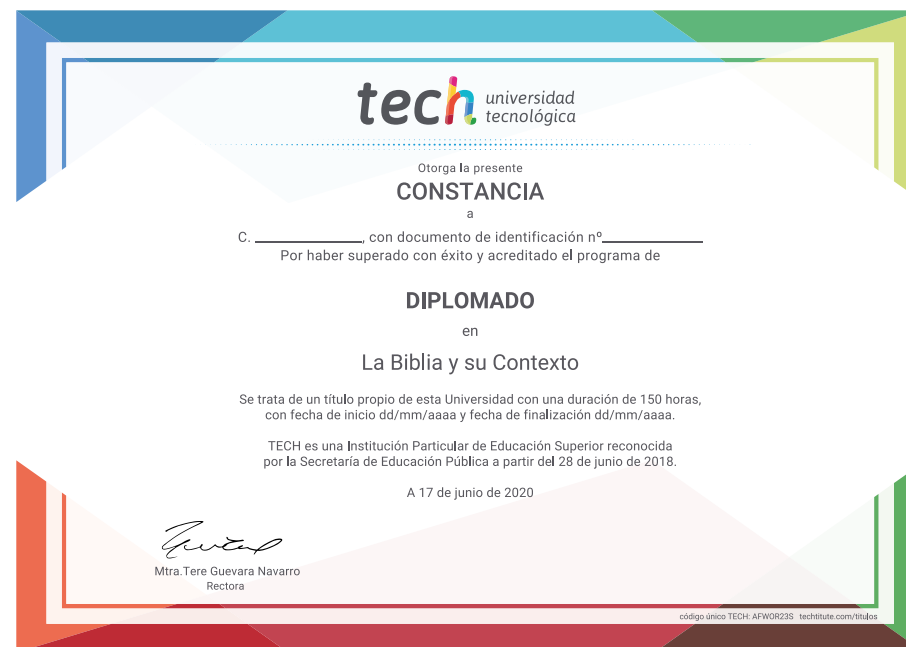 tech universidad
tecnológica
Otorga la presente
CONSTANCIA
a
C. ____________, con documento de identificación nº____________
Por haber superado con éxito y acreditado el programa de
DIPLOMADO
en
La Biblia y su Contexto
Se trata de un título propio de esta Universidad con una duración de 150 horas,
con fecha de inicio dd/mm/aaaa y fecha de finalización dd/mm/aaaa.
TECH es una Institución Particular de Educación Superior reconocida
por la Secretaría de Educación Pública a partir del 28 de junio de 2018.
A 17 de junio de 2020
Mtra.Tere Guevara Navarro
Rectora
código único TECH: AFWOR23S techtitute.com/titulos